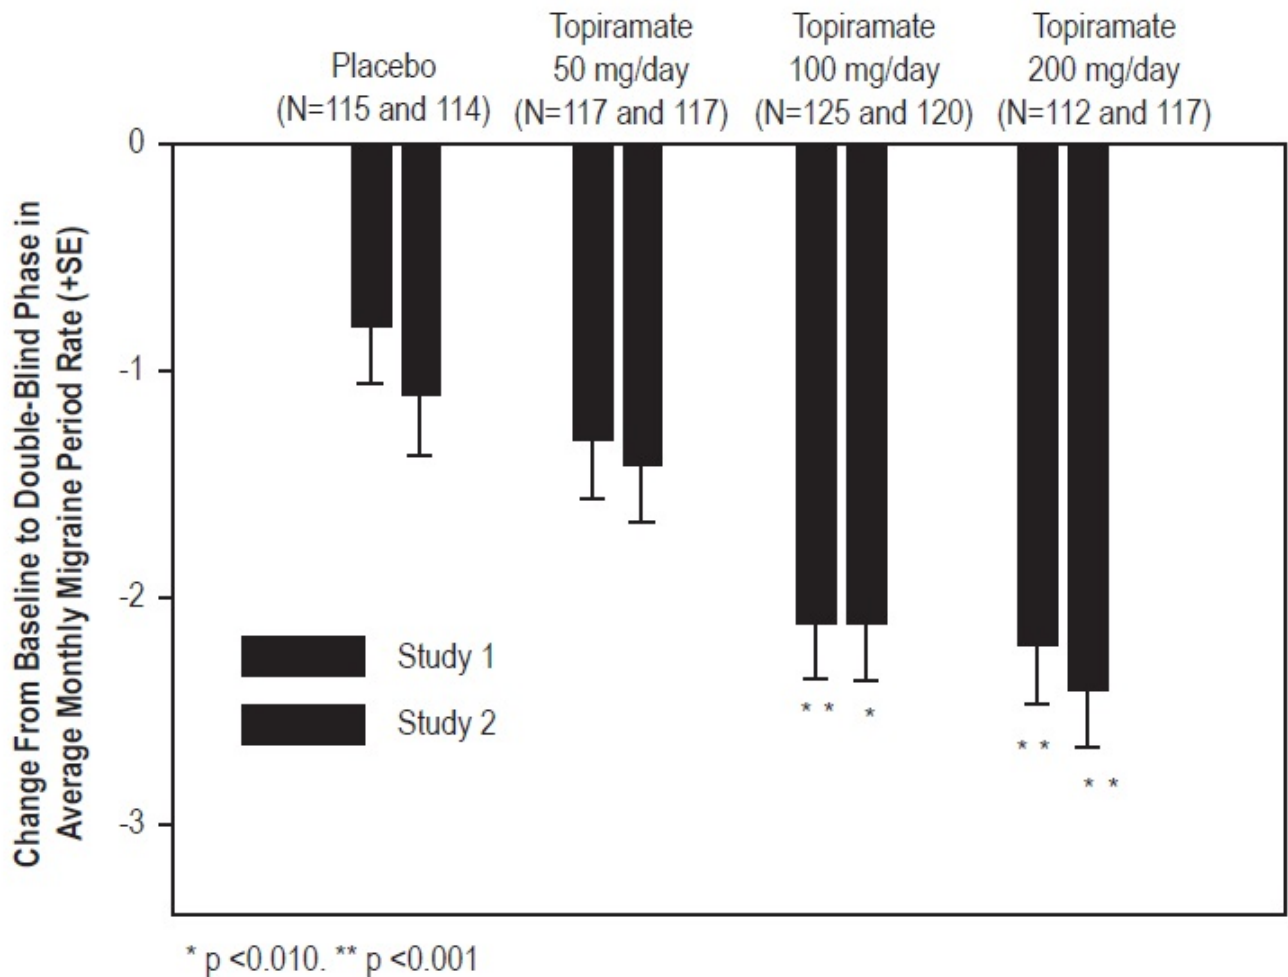 Placebo
(N=115 and 114)
Topiramate
50 mg/day
(N=117 and 117)
Topiramate
100 mg/day
(N=125 and 120)
Topiramate
200 mg/day
(N=112 and 117)
Change From Baseline to Double-Blind Phase in
Average Monthly Migraine Period Rate (+SE)
0
-1
-2
-3
Study 1
Study 2
* *
*
* *
* *
* p <0.010. ** p <0.001